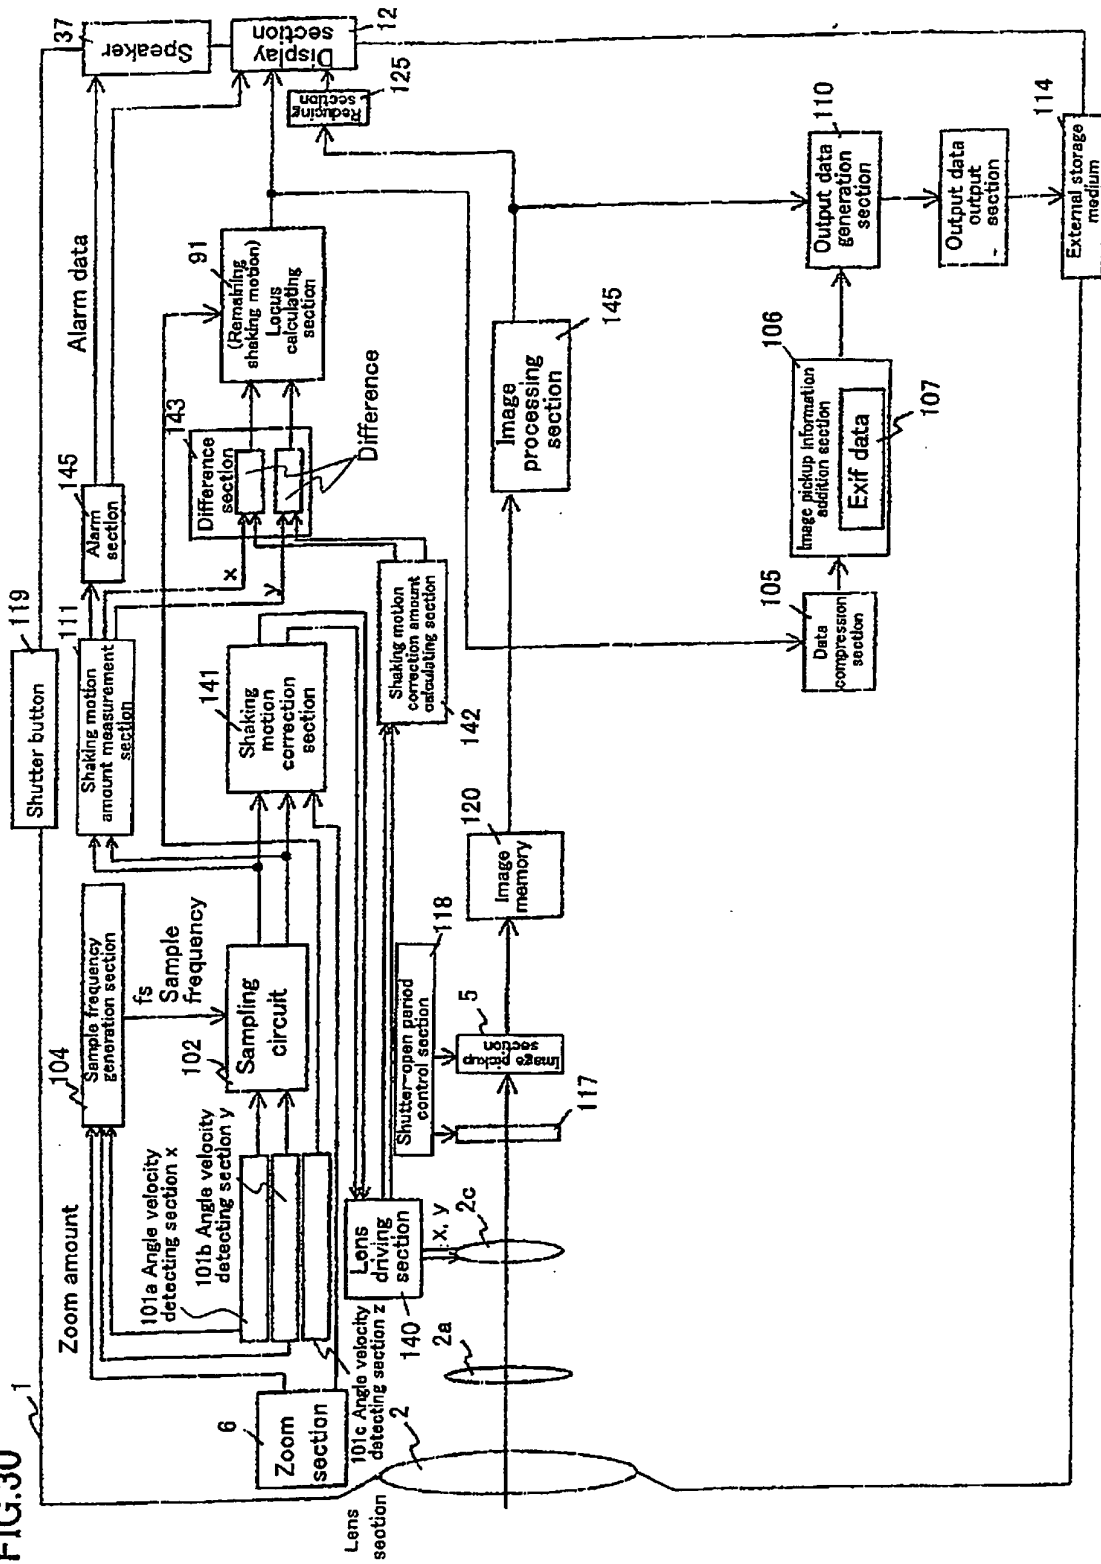 FIG.30
1
119
Shutter button
37
Speaker
12
Display
section
Reducing
section
125
Alarm data
145
Alarm
section
111
Shaking motion
amount measurement
section
104
Sample frequency
generation section
Zoom amount
fs Sample
frequency
102
Sampling
circuit
101a Angle velocity
detecting section x
101b Angle velocity
detecting section y
101c Angle velocity
detecting section z
6
Zoom
section
141
Shaking
motion
correction
section
x
y
143
Difference
section
Difference
91
(Remaining
shaking motion)
Locus
calculating
section
Shaking motion
correction amount
calculating section
142
Lens
driving
section
140
x, y
Lens
section
2
2a
2c
117
Shutter-open period
control section
118
5
Image pickup
section
120
Image
memory
Image
processing
section
145
105
Data
compression
section
106
Image pickup information
addition section
Exif data
107
110
Output data
generation
section
Output data
output
section
114
External storage
medium